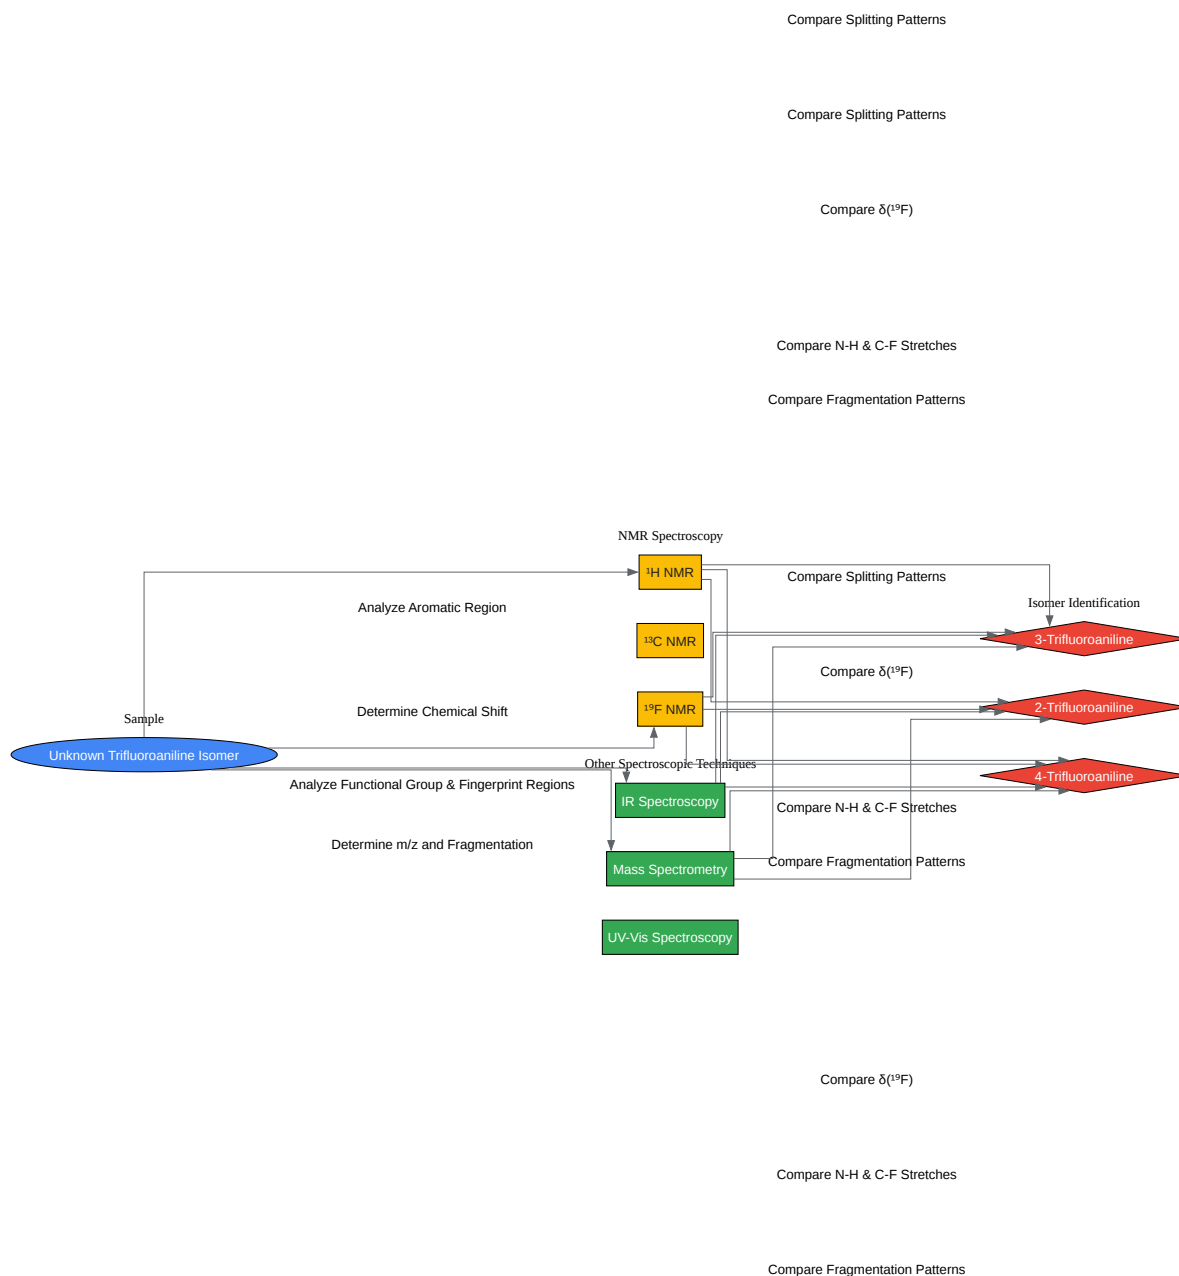 Compare Splitting Patterns
Compare Splitting Patterns
Compare δ(¹⁹F)
Compare N-H & C-F Stretches
Compare Fragmentation Patterns
NMR Spectroscopy
¹H NMR
Compare Splitting Patterns
Analyze Aromatic Region
Isomer Identification
¹³C NMR
3-Trifluoroaniline
Compare δ(¹⁹F)
Determine Chemical Shift
¹⁹F NMR
2-Trifluoroaniline
Sample
Unknown Trifluoroaniline Isomer
Other Spectroscopic Techniques
4-Trifluoroaniline
Analyze Functional Group & Fingerprint Regions
IR Spectroscopy
Compare N-H & C-F Stretches
Determine m/z and Fragmentation
Mass Spectrometry
Compare Fragmentation Patterns
UV-Vis Spectroscopy
Compare δ(¹⁹F)
Compare N-H & C-F Stretches
Compare Fragmentation Patterns